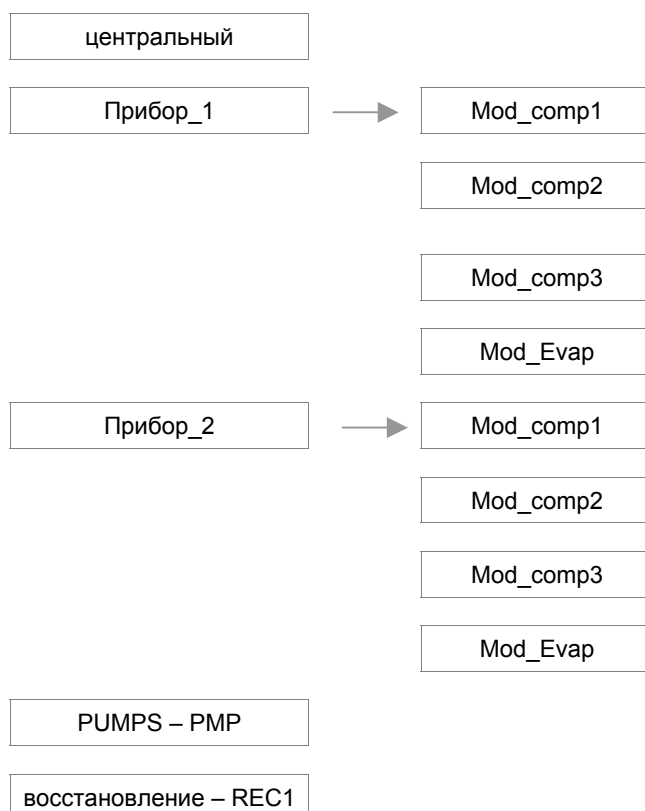 центральный
Прибор_1
Mod_comp1
Mod_comp2
Mod_comp3
Mod_Evap
Прибор_2
Mod_comp1
Mod_comp2
Mod_comp3
Mod_Evap
PUMPS – PMP
восстановление – REC1